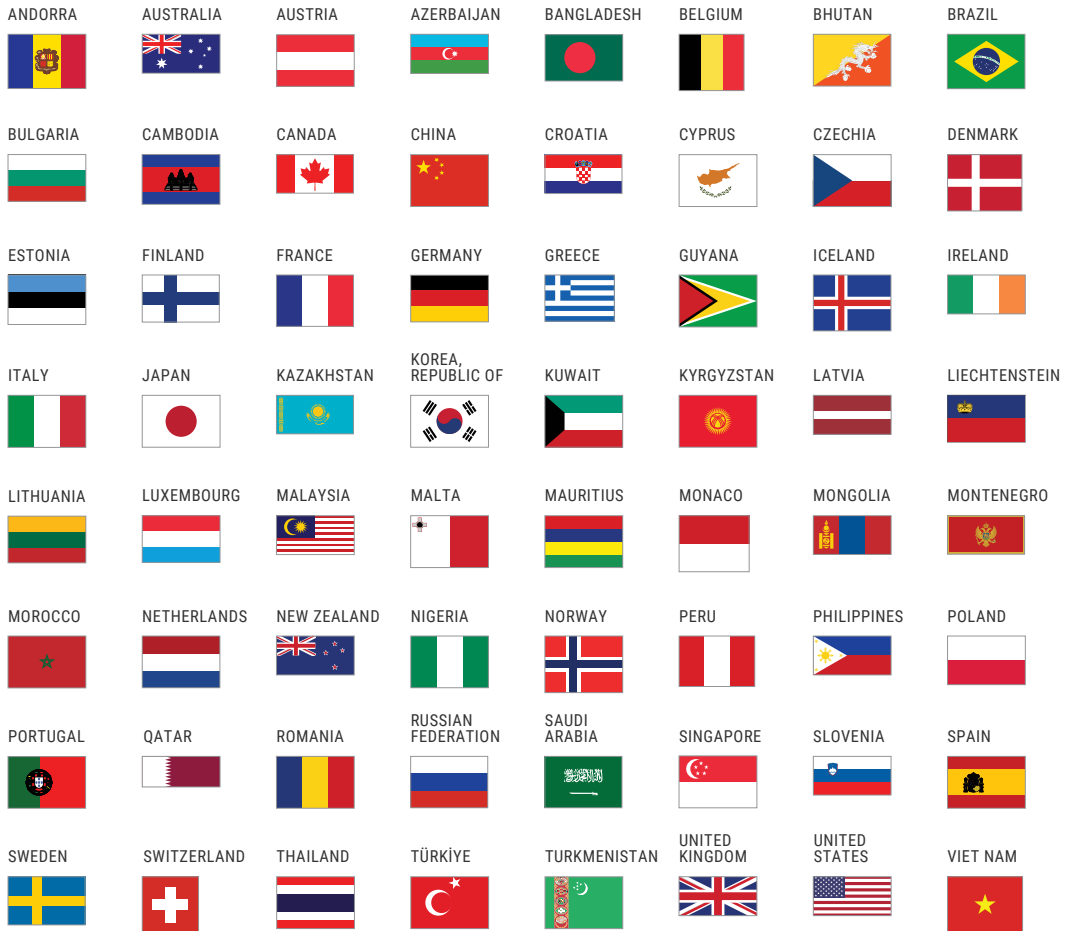 ANDORRA
AUSTRALIA
AUSTRIA
AZERBAIJAN
BANGLADESH
BELGIUM
BHUTAN
BRAZIL
BULGARIA
CAMBODIA
CANADA
CHINA
CROATIA
CYPRUS
CZECHIA
DENMARK
ESTONIA
FINLAND
FRANCE
GERMANY
GREECE
GUYANA
ICELAND
IRELAND
ITALY
JAPAN
KAZAKHSTAN
KOREA,
REPUBLIC OF
KUWAIT
KYRGYZSTAN
LATVIA
LIECHTENSTEIN
LITHUANIA
LUXEMBOURG
MALAYSIA
MALTA
MAURITIUS
MONACO
MONGOLIA
MONTENEGRO
MOROCCO
NETHERLANDS
NEW ZEALAND
NIGERIA
NORWAY
PERU
PHILIPPINES
POLAND
PORTUGAL
QATAR
ROMANIA
RUSSIAN
FEDERATION
SAUDI
ARABIA
SINGAPORE
SLOVENIA
SPAIN
SWEDEN
SWITZERLAND
THAILAND
TÜRKİYE
TURKMENISTAN
UNITED
KINGDOM
UNITED
STATES
VIET NAM